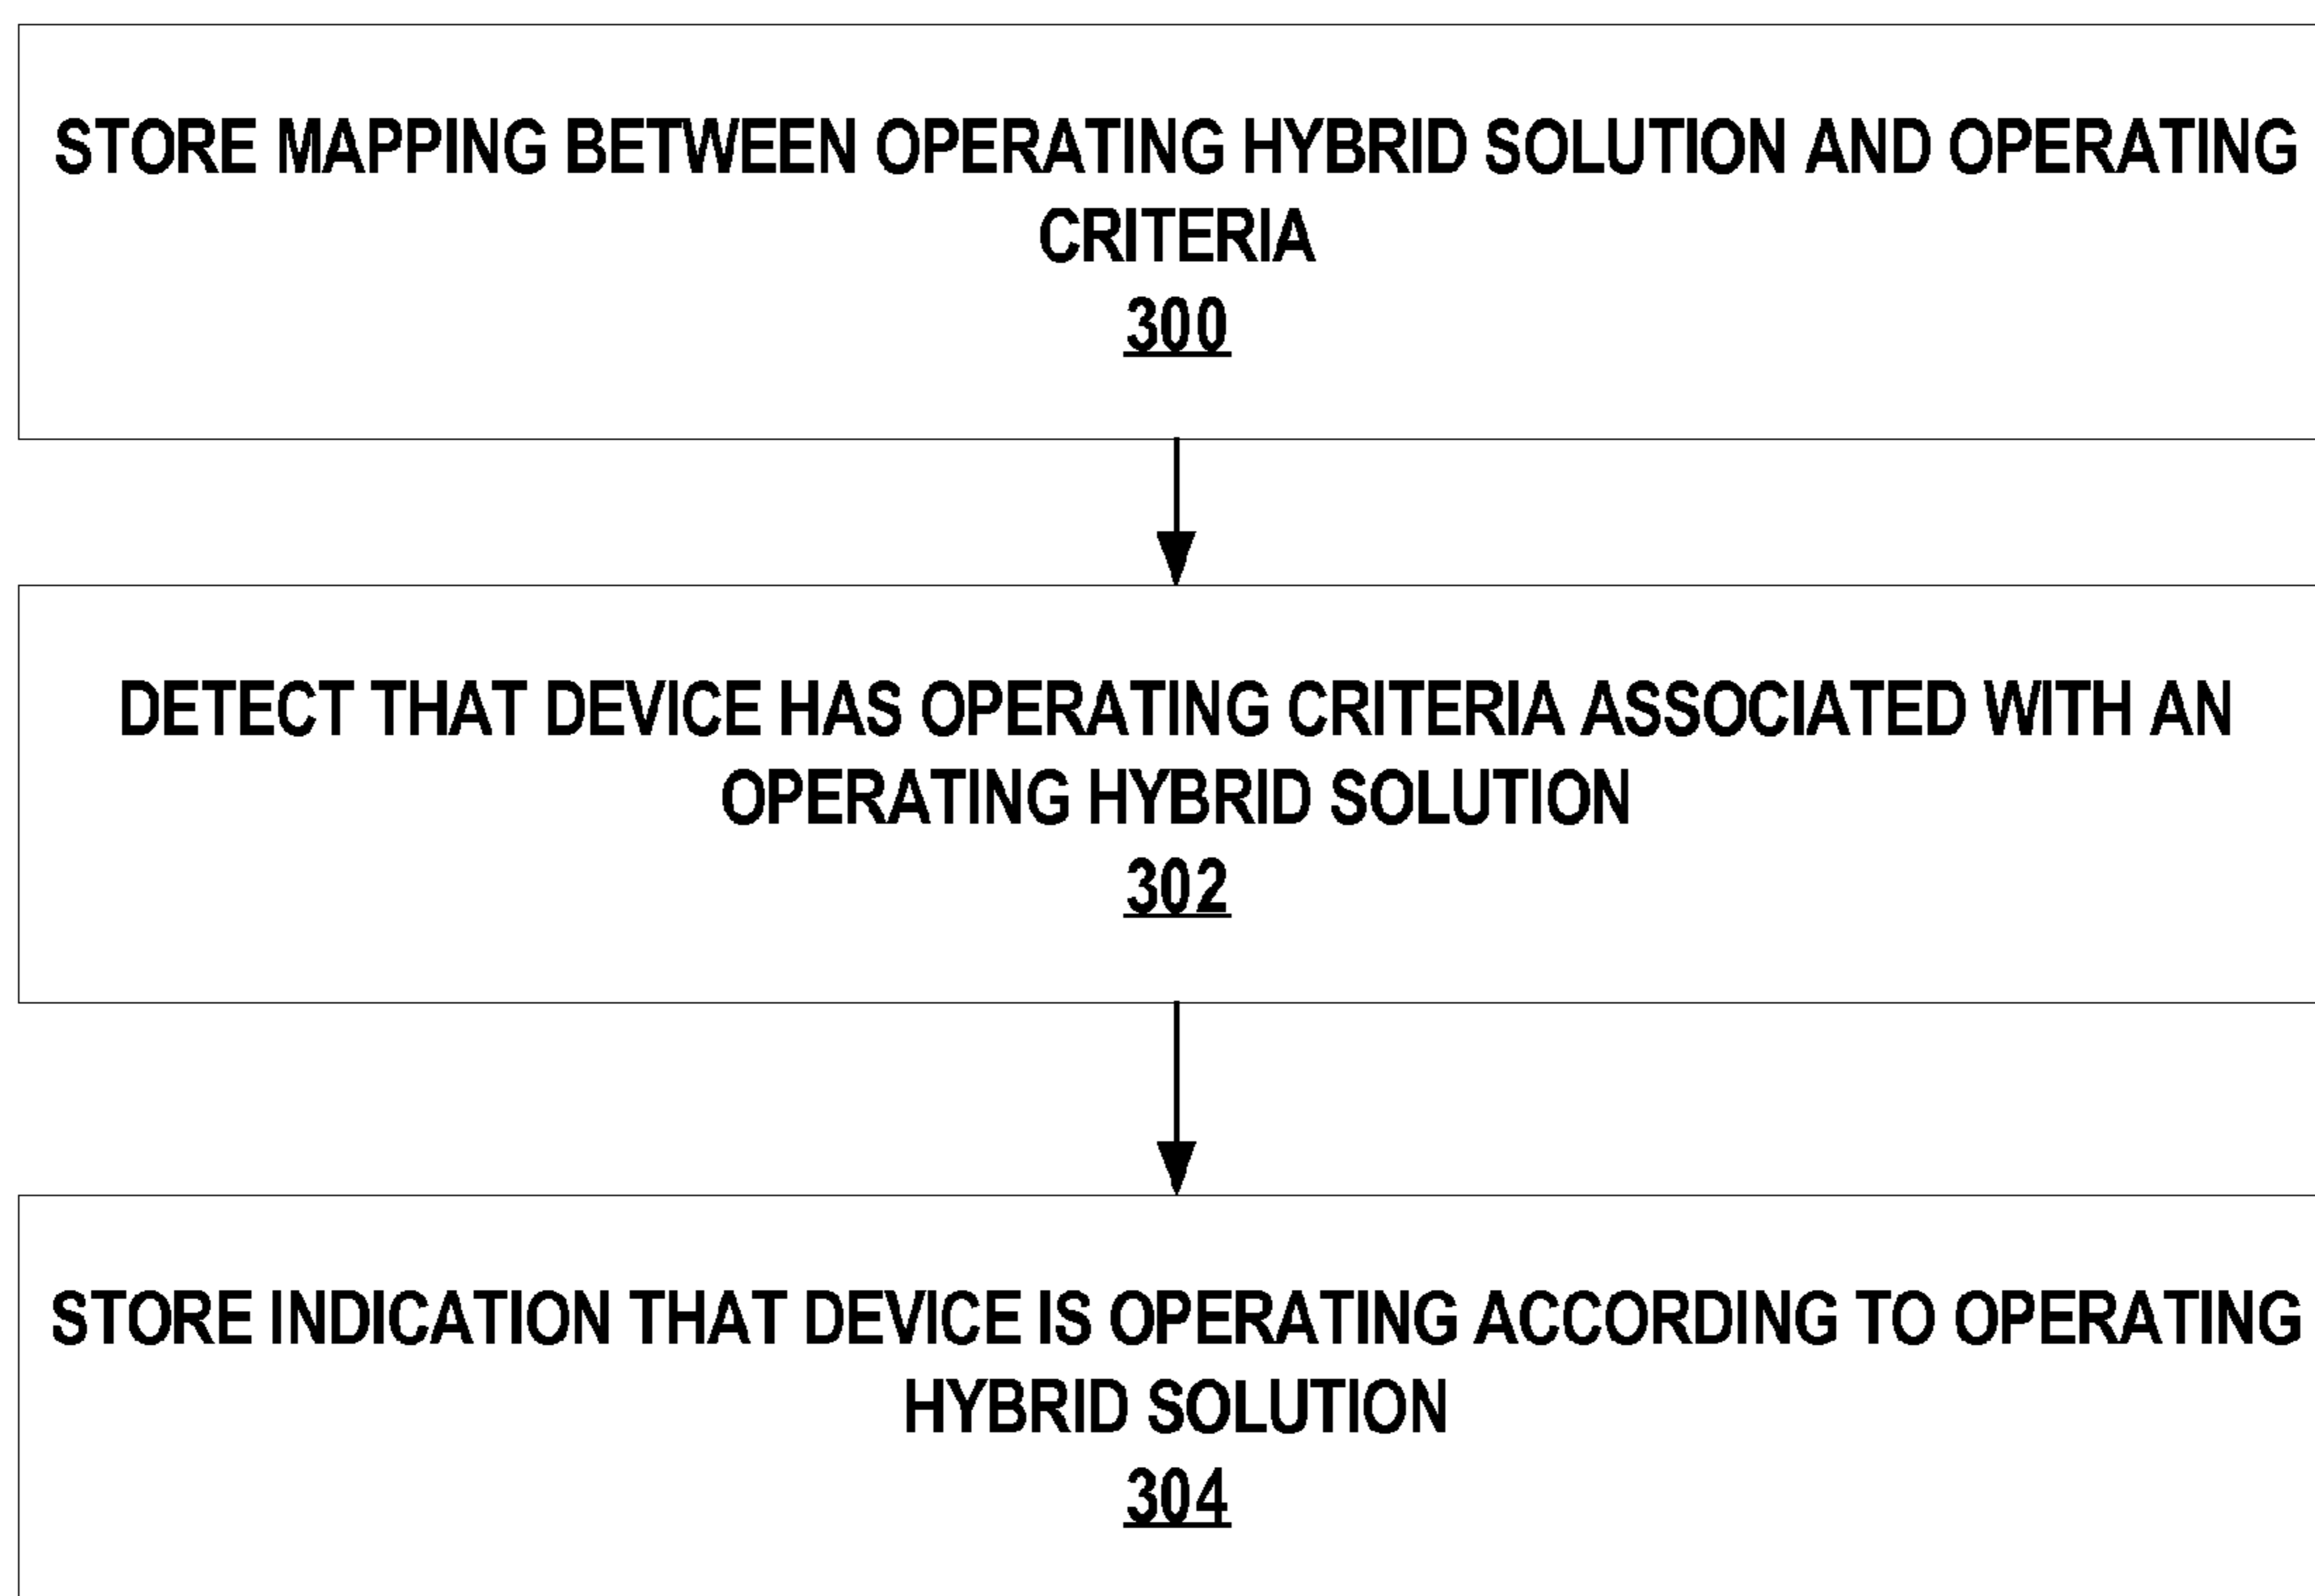 STORE MAPPING BETWEEN OPERATING HYBRID SOLUTION AND OPERATING
CRITERIA
300
DETECT THAT DEVICE HAS OPERATING CRITERIA ASSOCIATED WITH AN
OPERATING HYBRID SOLUTION
302
STORE INDICATION THAT DEVICE IS OPERATING ACCORDING TO OPERATING
HYBRID SOLUTION
304